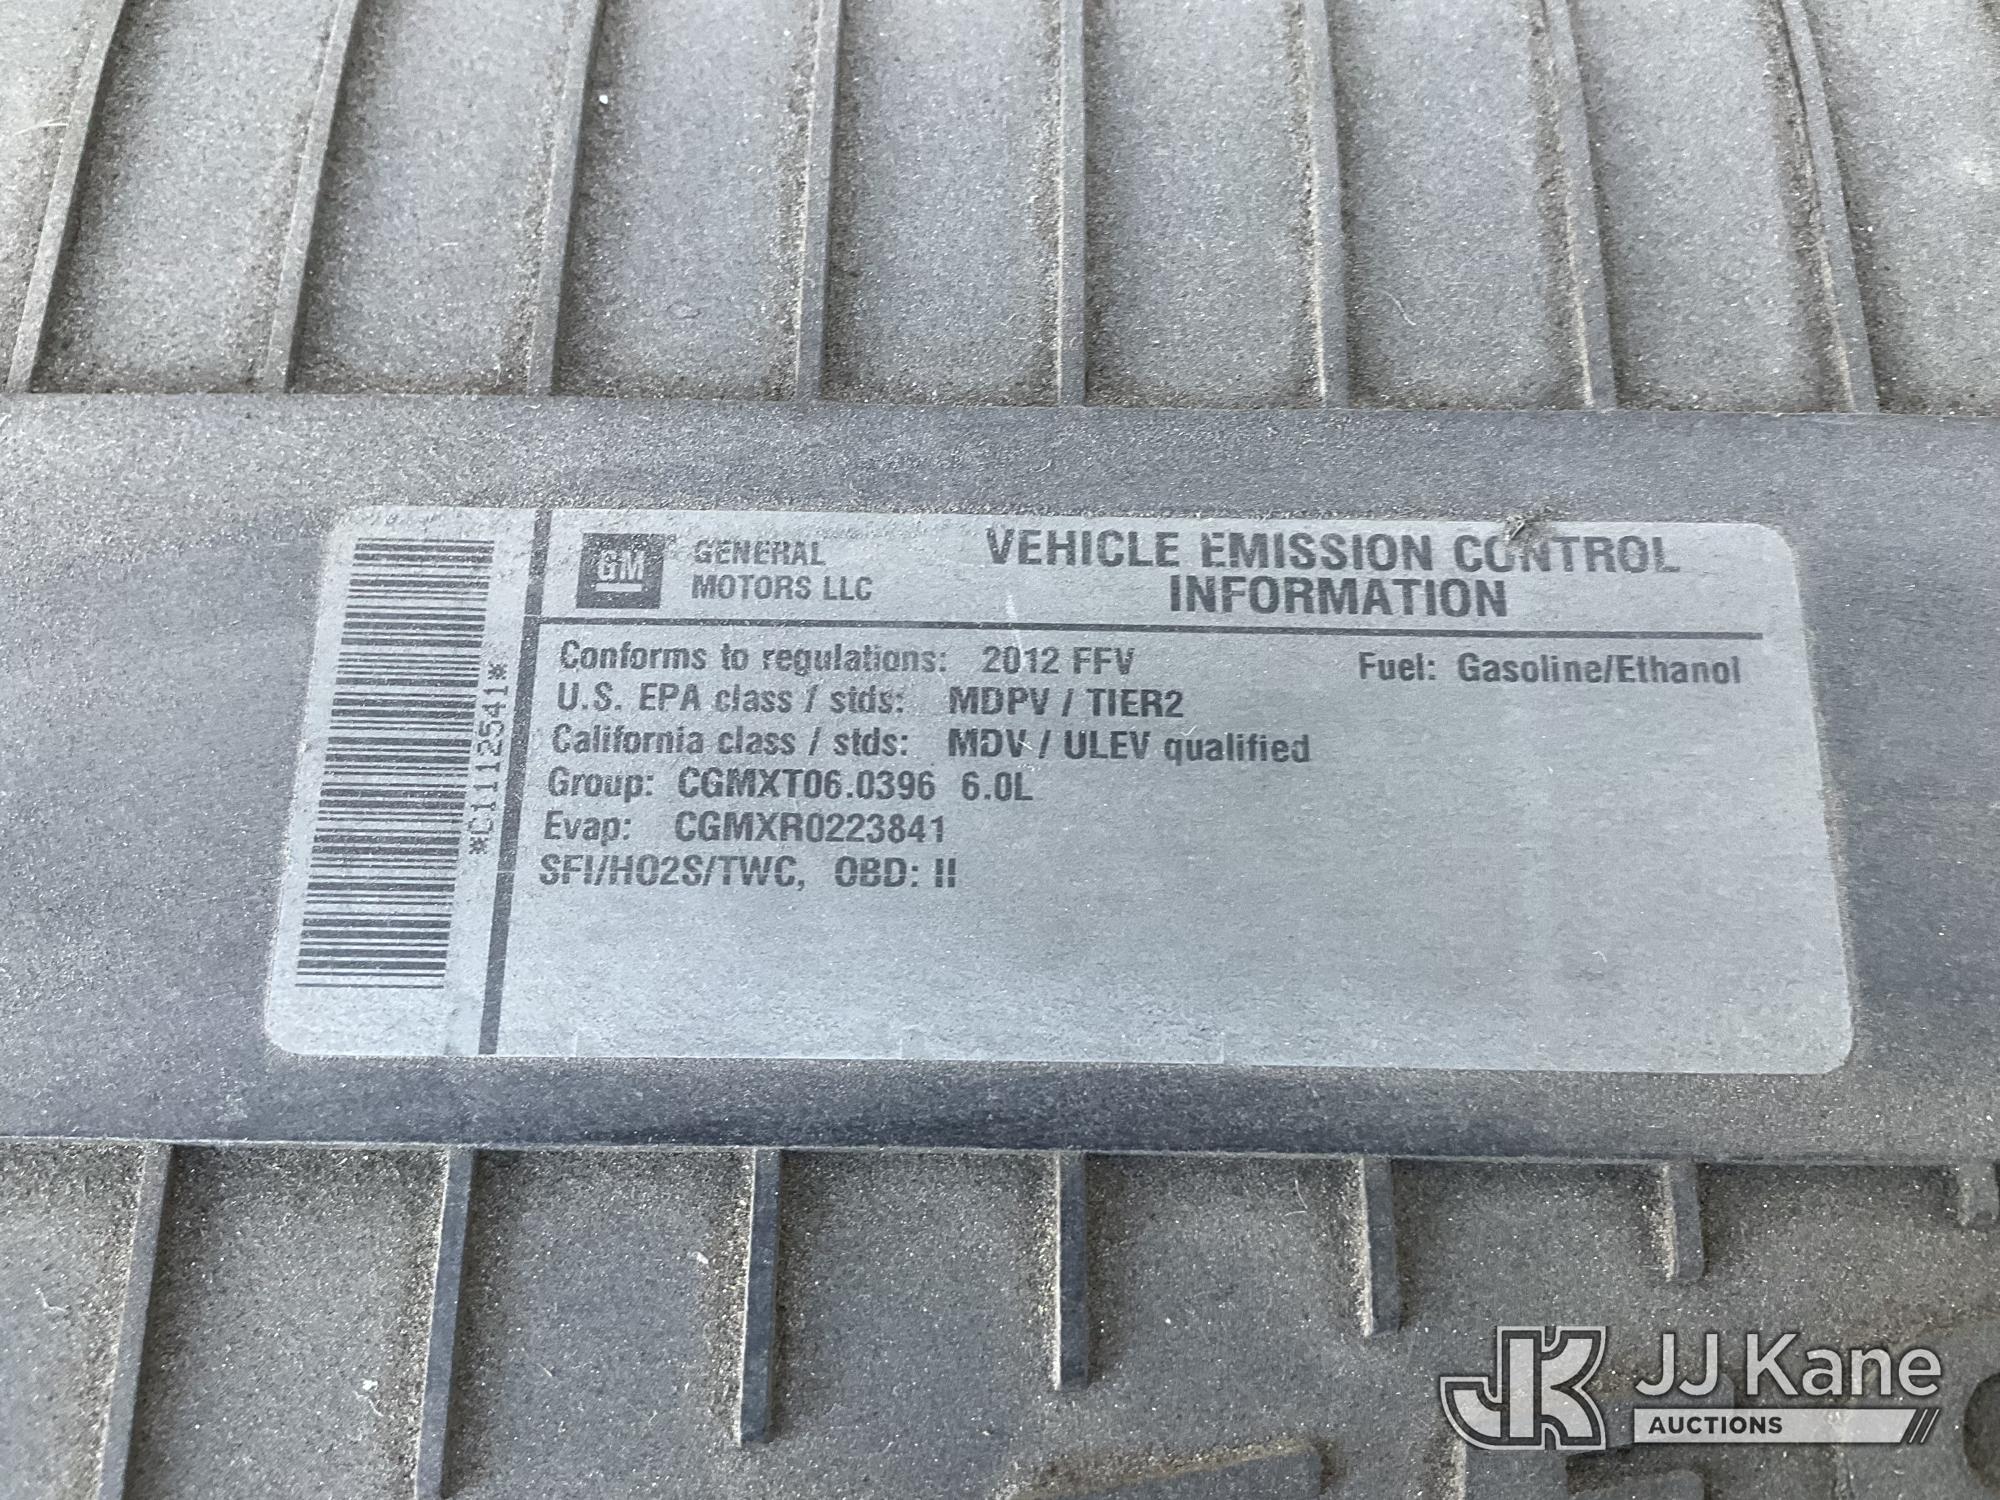 GM GENERAL MOTORS LLC
VEHICLE EMISSION CONTROL INFORMATION
Conforms to regulations: 2012 FFV Fuel: Gasoline/Ethanol
U.S. EPA class / stds: MDPV / TIER2
California class / stds: MDV / ULEV qualified
Group: CGMXT06.0396 6.0L
Evap: CGMXR0223841
SFI/HO2S/TWC, OBD: II
*C1112541*
JK JJ Kane
AUCTIONS